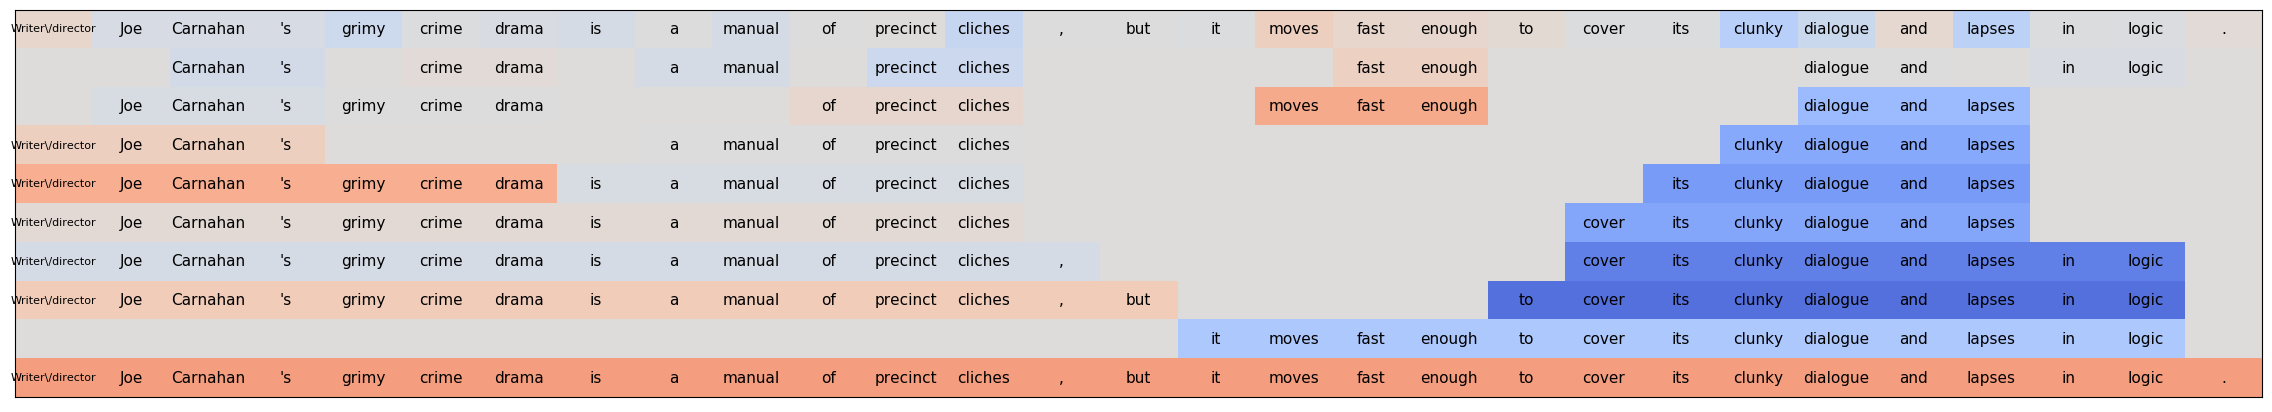 Writer\/director Joe Carnahan 's grimy crime drama is a manual of precinct cliches , but it moves fast enough to cover its clunky dialogue and lapses in logic .
Carnahan 's crime drama a manual precinct cliches fast enough dialogue and in logic
Joe Carnahan 's grimy crime drama of precinct cliches moves fast enough dialogue and lapses
Writer\/director Joe Carnahan 's a manual of precinct cliches clunky dialogue and lapses
Writer\/director Joe Carnahan 's grimy crime drama is a manual of precinct cliches its clunky dialogue and lapses
Writer\/director Joe Carnahan 's grimy crime drama is a manual of precinct cliches cover its clunky dialogue and lapses
Writer\/director Joe Carnahan 's grimy crime drama is a manual of precinct cliches , cover its clunky dialogue and lapses in logic
Writer\/director Joe Carnahan 's grimy crime drama is a manual of precinct cliches , but to cover its clunky dialogue and lapses in logic
it moves fast enough to cover its clunky dialogue and lapses in logic
Writer\/director Joe Carnahan 's grimy crime drama is a manual of precinct cliches , but it moves fast enough to cover its clunky dialogue and lapses in logic .